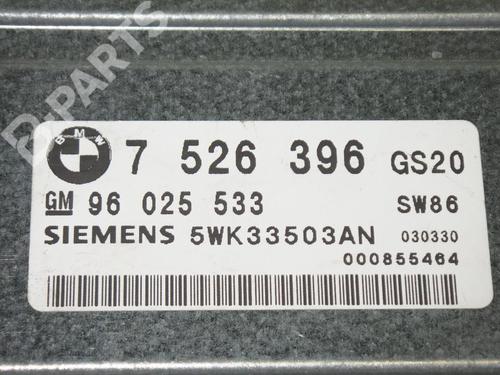 B-PARTS
BMW 7 526 396 GS20
GM 96 025 533 SW86
SIEMENS 5WK33503AN 030330
000855464